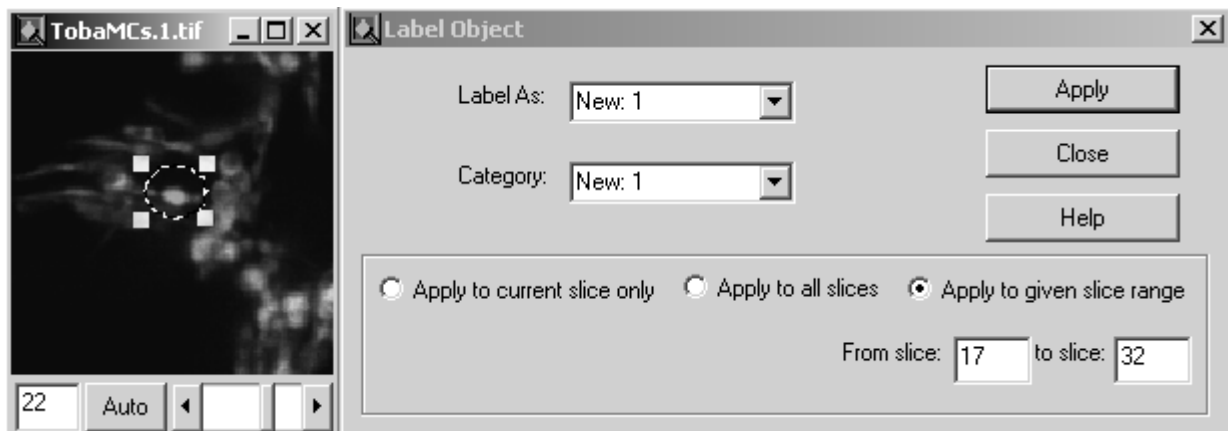 TobaMCs.1.tif
22
Auto
Label Object
Label As:
New: 1
Category:
New: 1
Apply
Close
Help
Apply to current slice only
Apply to all slices
Apply to given slice range
From slice:
17
to slice:
32